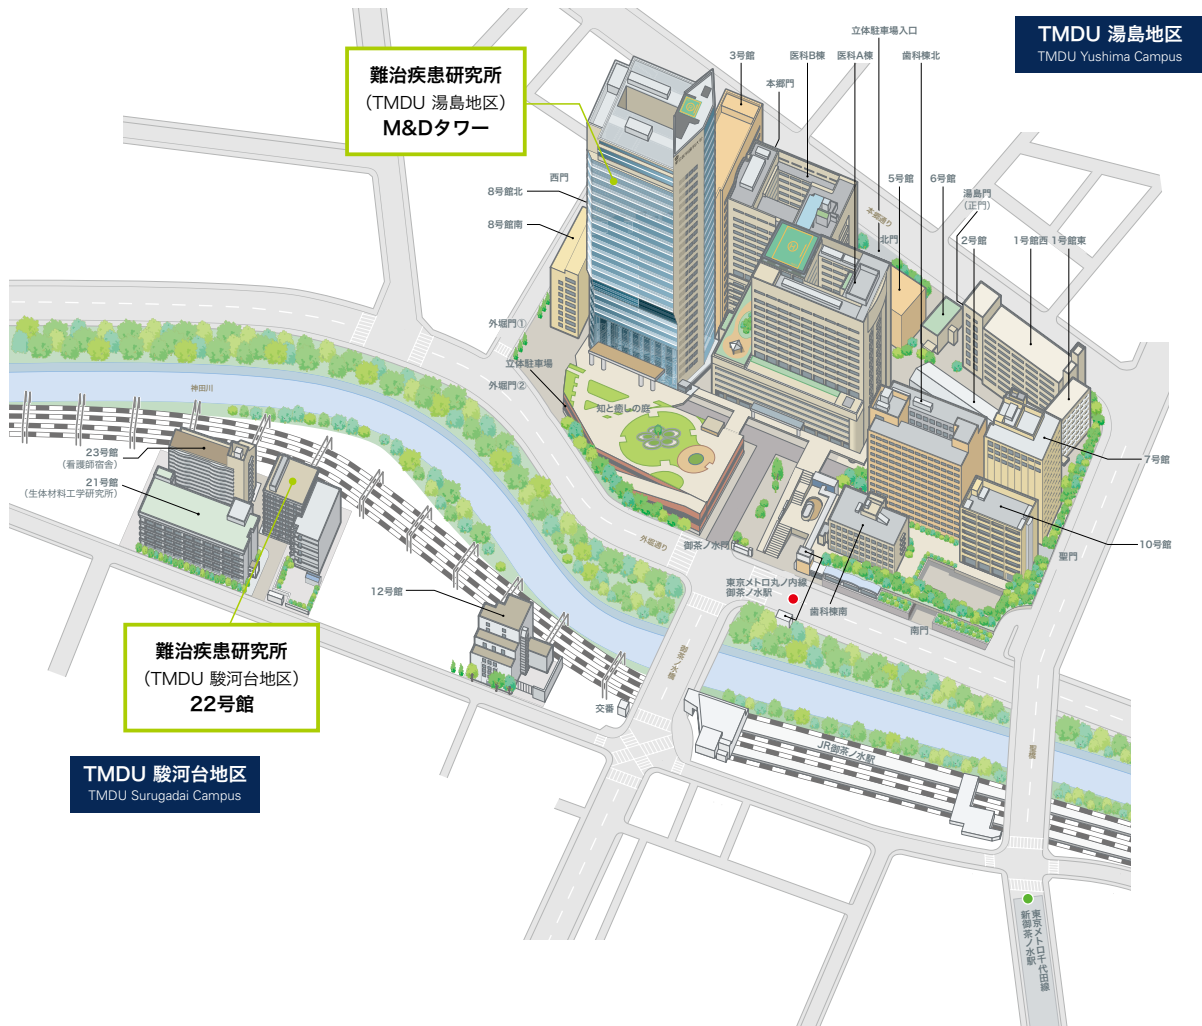 TMDU 湯島地区
TMDU Yushima Campus
難治疾患研究所
（TMDU 湯島地区）
M&Dタワー
立体駐車場入口
3号館
医科B棟
医科A棟
歯科棟北
本郷門
西門
8号館北
8号館南
5号館
6号館
湯島門
（正門）
本郷通り
北門
2号館
1号館西
1号館東
外堀門①
立体駐車場
外堀門②
知と癒しの庭
神田川
23号館
（看護師宿舎）
21号館
（生体材料工学研究所）
7号館
10号館
外堀通り
御茶ノ水門
聖門
東京メトロ丸ノ内線
御茶ノ水駅
歯科棟南
南門
12号館
難治疾患研究所
（TMDU 駿河台地区）
22号館
御茶ノ水橋
交番
JR御茶ノ水駅
聖橋
TMDU 駿河台地区
TMDU Surugadai Campus
東京メトロ千代田線
新御茶ノ水駅